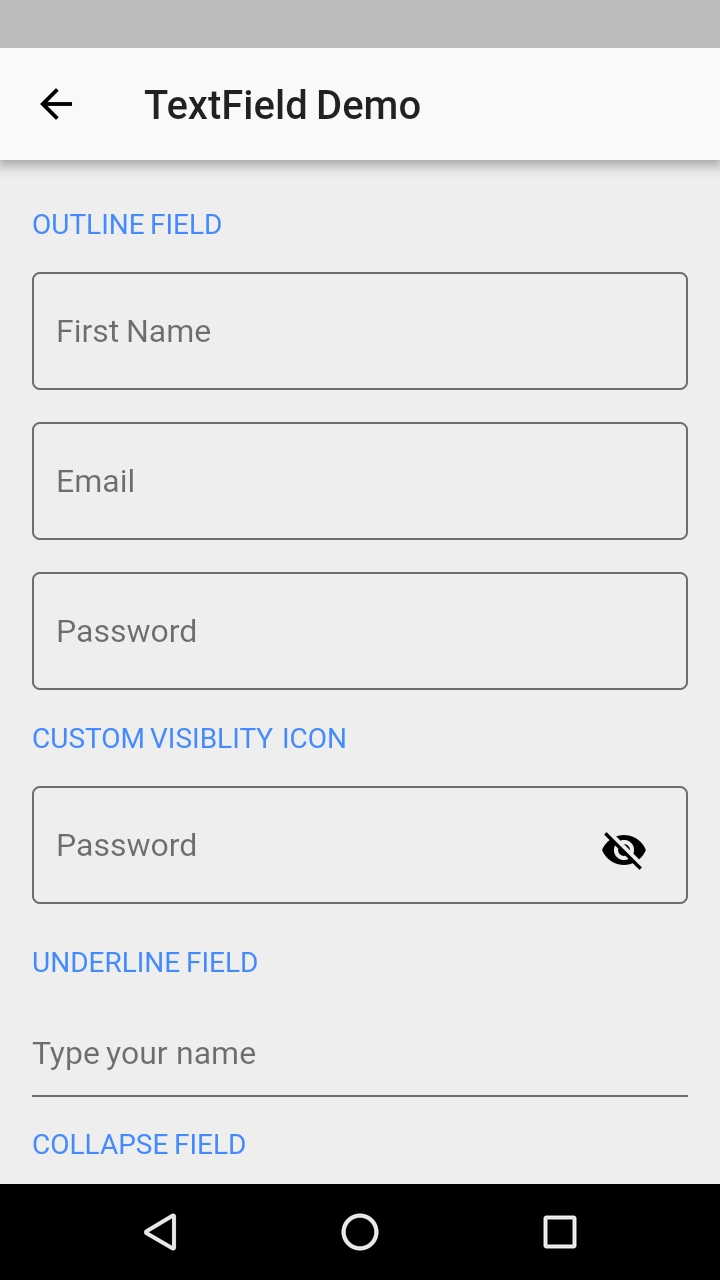 TextField Demo
OUTLINE FIELD
First Name
Email
Password
CUSTOM VISIBLITY ICON
Password
UNDERLINE FIELD
Type your name
COLLAPSE FIELD